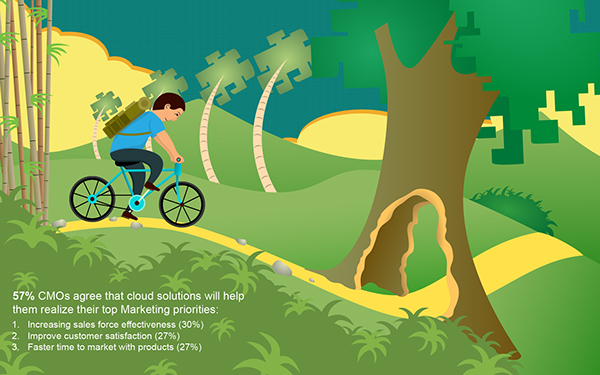 57% CMOs agree that cloud solutions will help
them realize their top Marketing priorities:
1. Increasing sales force effectiveness (30%)
2. Improve customer satisfaction (27%)
3. Faster time to market with products (27%)